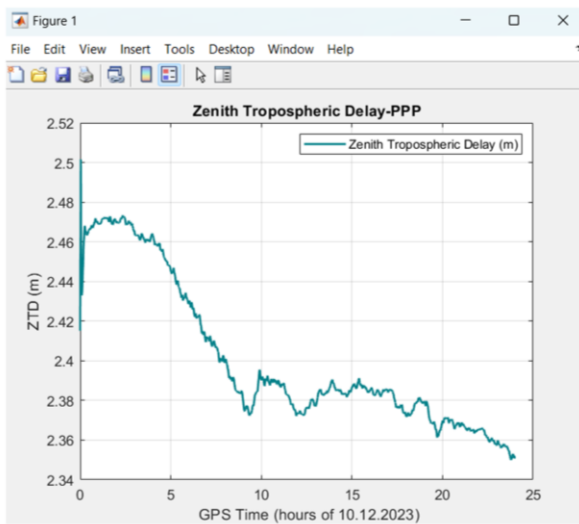 Figure 1
File Edit View Insert Tools Desktop Window Help
Zenith Tropospheric Delay-PPP
Zenith Tropospheric Delay (m)
2.52
2.5
2.48
2.46
2.44
2.42
2.4
2.38
2.36
2.34
ZTD (m)
0 5 10 15 20 25
GPS Time (hours of 10.12.2023)